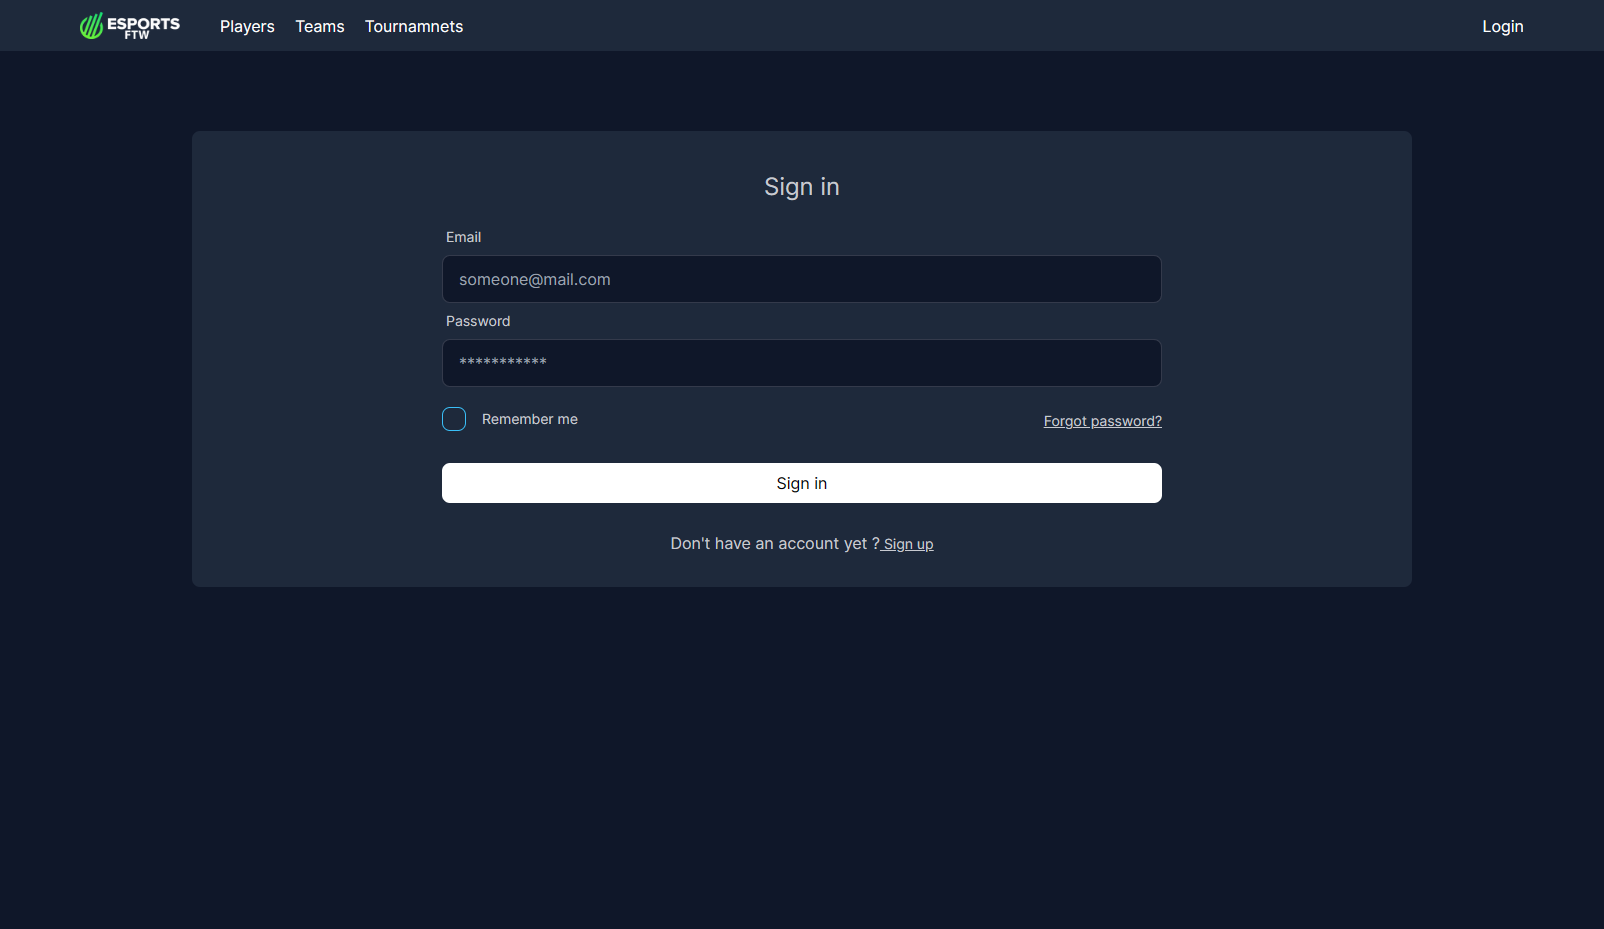 ESPORTS
FTW
Players Teams Tournamnets Login
Sign in
Email
someone@mail.com
Password
***********
Remember me Forgot password?
Sign in
Don't have an account yet ? Sign up